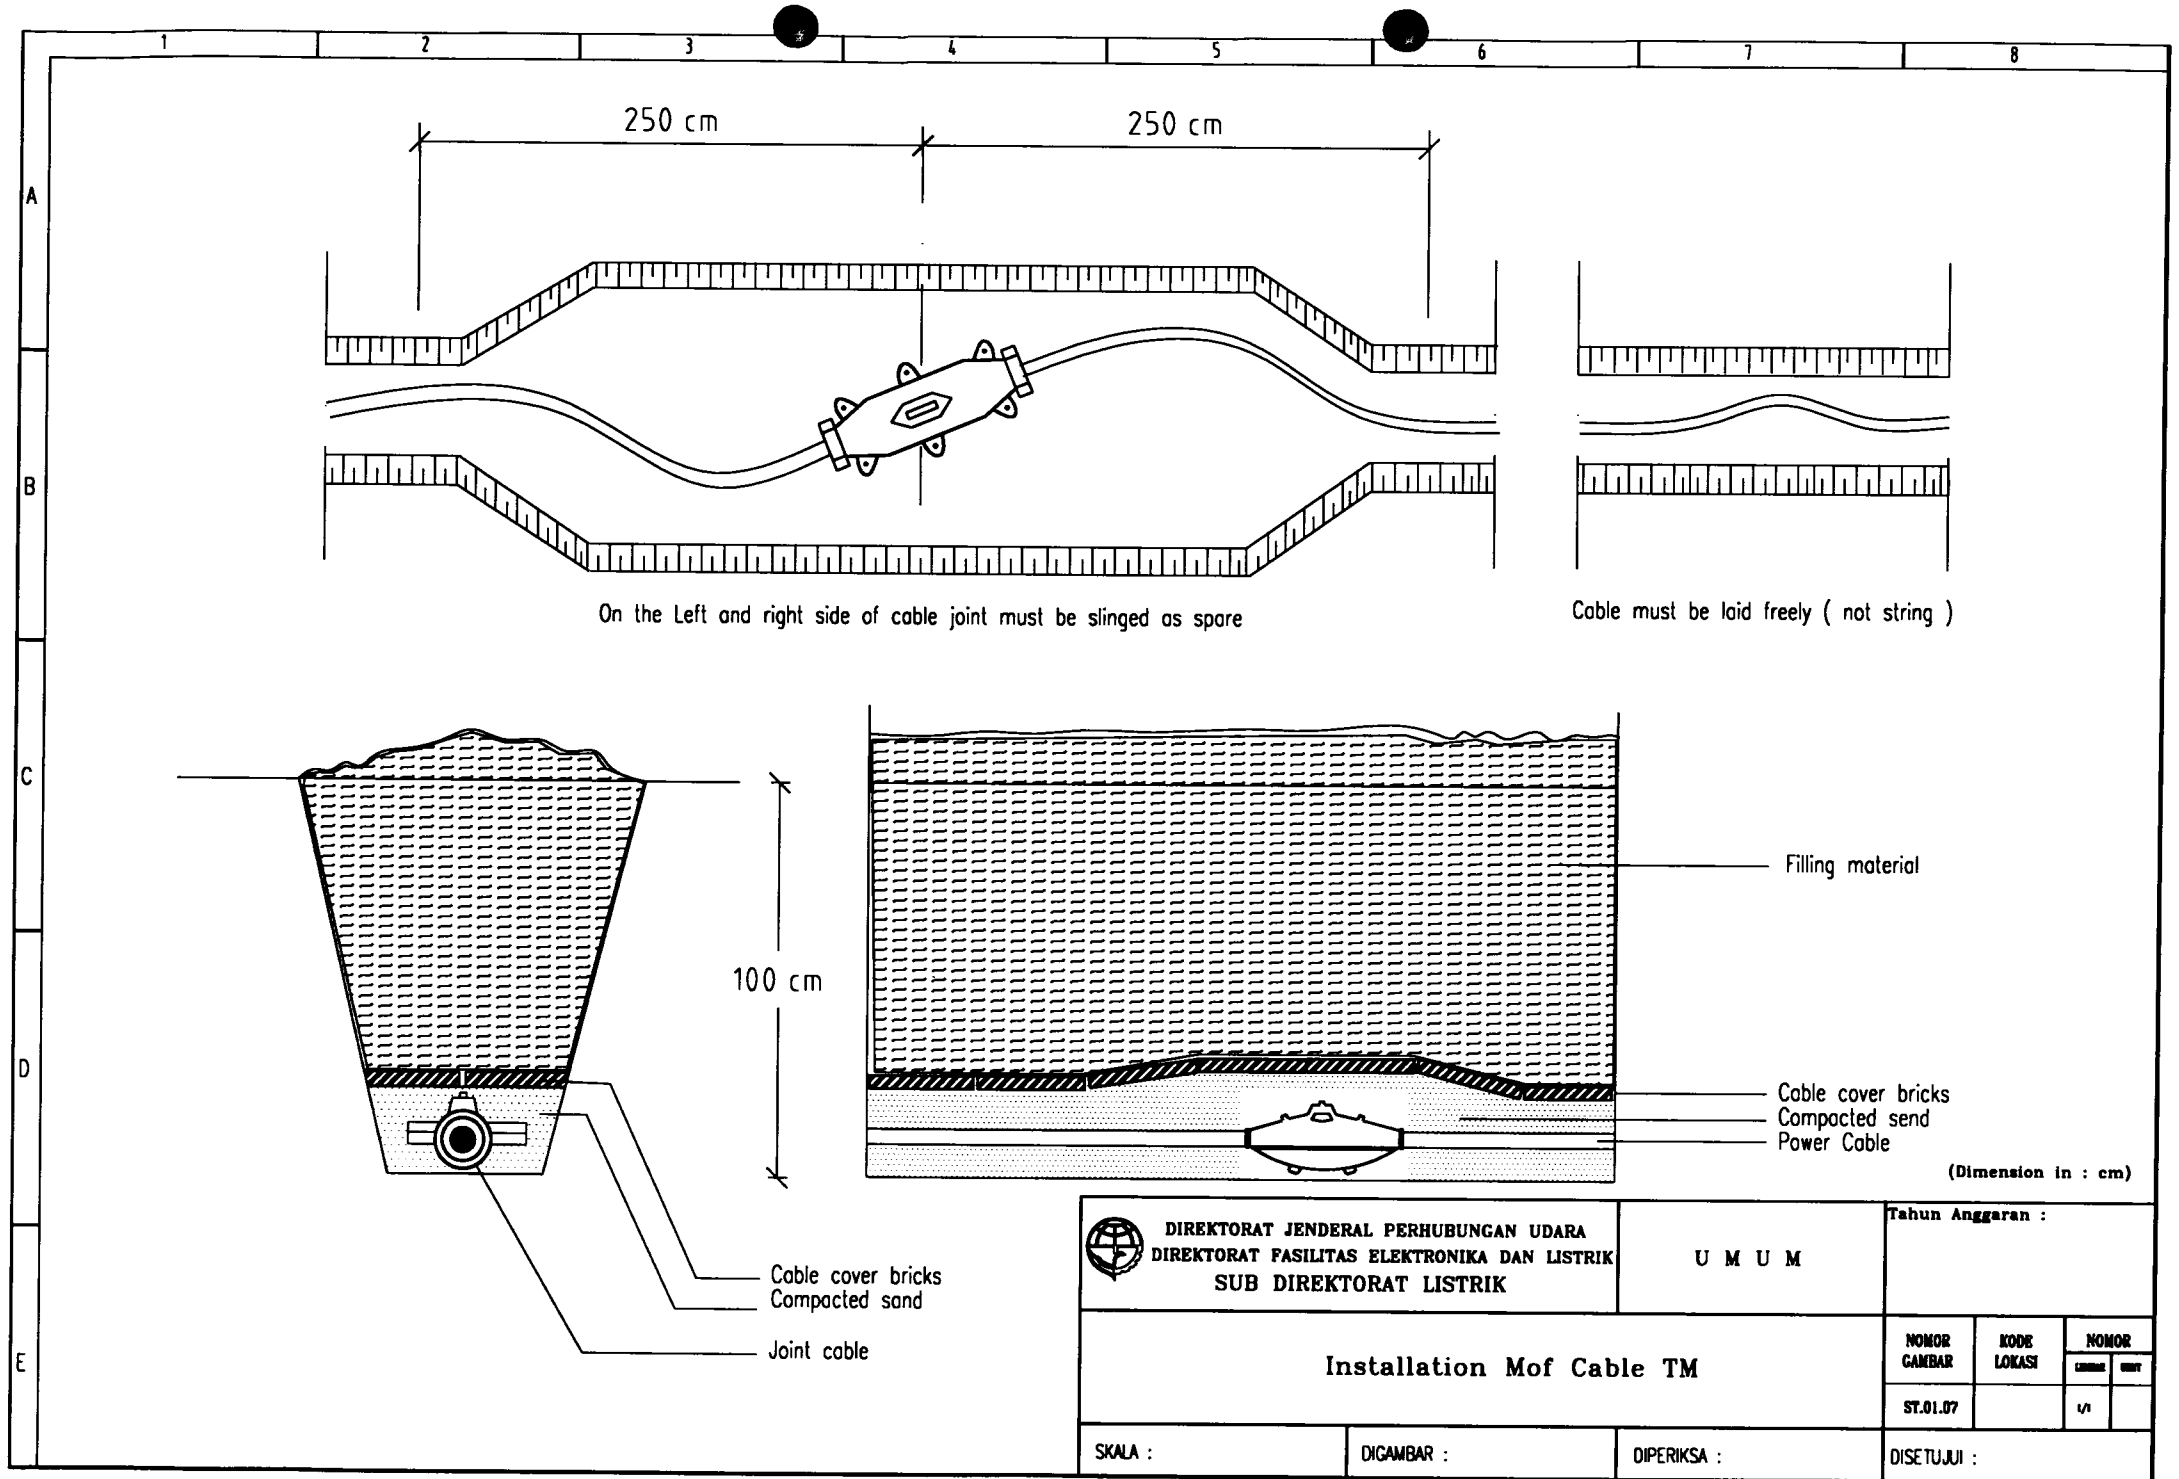 1 2 3 4 5 6 7 8
A
B
C
D
E
250 cm
250 cm
On the Left and right side of cable joint must be slinged as spare
Cable must be laid freely ( not string )
100 cm
Filling material
Cable cover bricks
Compacted send
Power Cable
(Dimension in : cm)
Cable cover bricks
Compacted sand
Joint cable
DIREKTORAT JENDERAL PERHUBUNGAN UDARA
DIREKTORAT FASILITAS ELEKTRONIKA DAN LISTRIK
SUB DIREKTORAT LISTRIK
U M U M
Tahun Anggaran :
Installation Mof Cable TM
NOMOR
GAMBAR
KODE
LOKASI
NOMOR
ST.01.07
1/1
SKALA :
DIGAMBAR :
DIPERIKSA :
DISETUJUI :